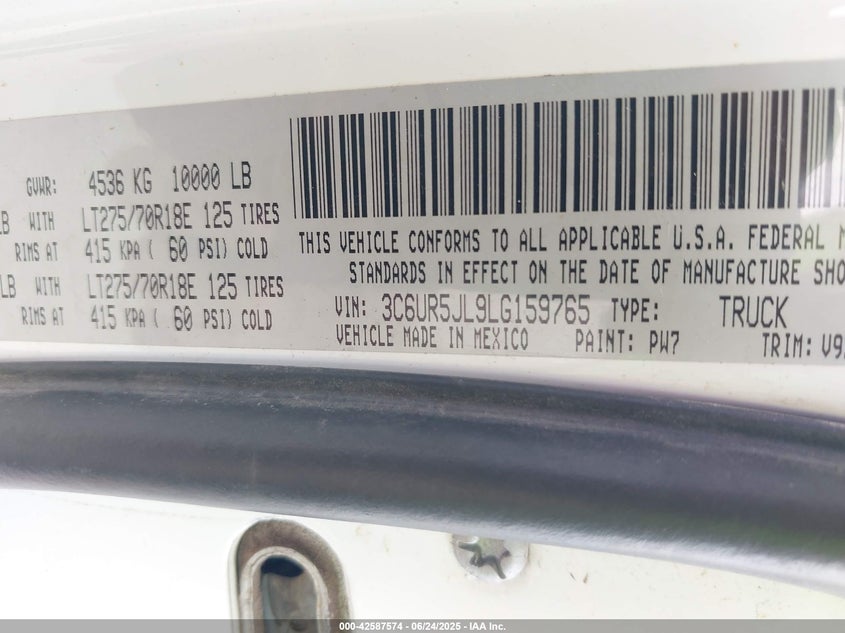 GVWR: 4536 KG 10000 LB
LB WITH LT275/70R18E 125 TIRES
RIMS AT 415 KPA ( 60 PSI) COLD
LB WITH LT275/70R18E 125 TIRES
RIMS AT 415 KPA ( 60 PSI) COLD
THIS VEHICLE CONFORMS TO ALL APPLICABLE U.S.A. FEDERAL M
STANDARDS IN EFFECT ON THE DATE OF MANUFACTURE SHO
VIN: 3C6UR5JL9LG159765 TYPE: TRUCK
VEHICLE MADE IN MEXICO PAINT: PW7 TRIM: V9
000-42587574 | 06/24/2025 - IAA Inc.